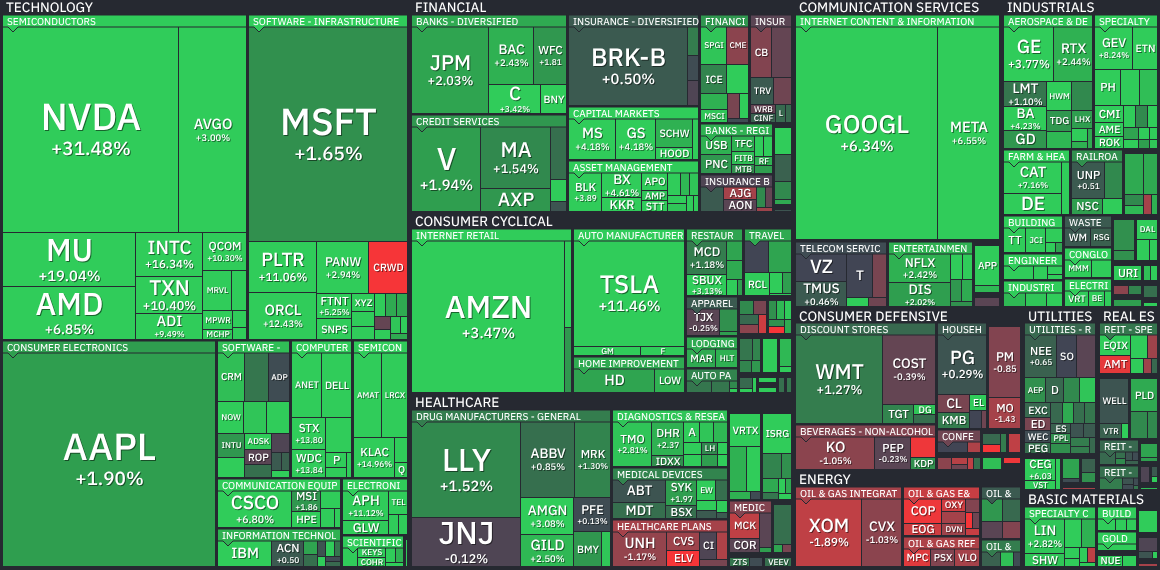 TECHNOLOGY
SEMICONDUCTORS
NVDA
+31.48%
AVGO
+3.00%
MU
+19.04%
AMD
+6.85%
INTC
+16.34%
TXN
+10.40%
ADI
+9.49%
QCOM
+10.30%
MRVL
MPWR
MCHP
SOFTWARE - INFRASTRUCTURE
MSFT
+1.65%
PLTR
+11.06%
ORCL
+12.43%
PANW
+2.94%
CRWD
FTNT
+5.25%
XYZ
SNPS
CONSUMER ELECTRONICS
AAPL
+1.90%
SOFTWARE -
CRM
ADP
NOW
INTU
ADSK
ROP
COMPUTER
ANET
DELL
STX
+13.80
WDC
+13.84
P
SEMICON
AMAT
LRCX
KLAC
+14.96%
Q
COMMUNICATION EQUIP
CSCO
+6.80%
MSI
+1.86
HPE
ELECTRONI
APH
+11.12%
TEL
GLW
INFORMATION TECHNOL
IBM
ACN
+0.50
SCIENTIFIC
KEYS
COHR
FINANCIAL
BANKS - DIVERSIFIED
JPM
+2.03%
BAC
+2.43%
WFC
+1.81
C
+3.42%
BNY
CREDIT SERVICES
V
+1.94%
MA
+1.54%
AXP
INSURANCE - DIVERSIFIED
BRK-B
+0.50%
CAPITAL MARKETS
MS
+4.18%
GS
+4.18%
SCHW
HOOD
ASSET MANAGEMENT
BLK
+3.89
BX
+4.61%
KKR
APO
AMP
STT
FINANCI
SPGI
CME
ICE
MSCI
INSUR
CB
TRV
WRB
CINF
L
BANKS - REGI
USB
TFC
PNC
FITB
RF
MTB
INSURANCE B
AJG
AON
CONSUMER CYCLICAL
INTERNET RETAIL
AMZN
+3.47%
AUTO MANUFACTURER
TSLA
+11.46%
GM
F
HOME IMPROVEMENT
HD
LOW
RESTAUR
MCD
+1.18%
SBUX
+3.13%
TRAVEL
RCL
APPAREL
TJX
-0.25%
LODGING
MAR
HLT
AUTO PA
HEALTHCARE
DRUG MANUFACTURERS - GENERAL
LLY
+1.52%
JNJ
-0.12%
ABBV
+0.85%
MRK
+1.30%
AMGN
+3.08%
PFE
+0.13%
GILD
+2.50%
BMY
DIAGNOSTICS & RESEA
TMO
+2.81%
DHR
+2.37
A
IDXX
LH
MEDICAL DEVICES
ABT
SYK
+1.97
EW
MDT
BSX
HEALTHCARE PLANS
UNH
-1.17%
CVS
CI
ELV
VRTX
ISRG
MEDIC
MCK
COR
ZTS
VEEV
COMMUNICATION SERVICES
INTERNET CONTENT & INFORMATION
GOOGL
+6.34%
META
+6.55%
TELECOM SERVIC
VZ
T
TMUS
+0.46%
ENTERTAINMEN
NFLX
+2.42%
DIS
+2.02%
APP
INDUSTRIALS
AEROSPACE & DE
GE
+3.77%
RTX
+2.44%
LMT
+1.10%
HWM
BA
+4.23%
TDG
LHX
GD
SPECIALTY
GEV
+8.24%
ETN
PH
CMI
AME
ROK
FARM & HEA
CAT
+7.16%
DE
RAILROA
UNP
+0.51
NSC
BUILDING
TT
JCI
WASTE
WM
RSG
DAL
ENGINEER
CONGLO
MMM
URI
INDUSTRI
ELECTRI
VRT
BE
CONSUMER DEFENSIVE
DISCOUNT STORES
WMT
+1.27%
COST
-0.39%
TGT
DG
HOUSEH
PG
+0.29%
CL
EL
KMB
PM
-0.85
MO
-1.43
BEVERAGES - NON-ALCOHOL
KO
-1.05%
PEP
-0.23%
KDP
CONFE
ENERGY
OIL & GAS INTEGRAT
XOM
-1.89%
CVX
-1.03%
OIL & GAS E&
COP
OXY
EOG
DVN
OIL &
OIL & GAS REF
MPC
PSX
VLO
OIL &
UTILITIES
UTILITIES - R
NEE
+0.65
SO
AEP
D
EXC
ED
WEC
ES
PPL
PEG
CEG
+6.03
VST
REAL ES
REIT - SPE
EQIX
AMT
WELL
PLD
VTR
REIT -
REIT -
BASIC MATERIALS
SPECIALTY C
LIN
+2.82%
SHW
BUILD
GOLD
NUE